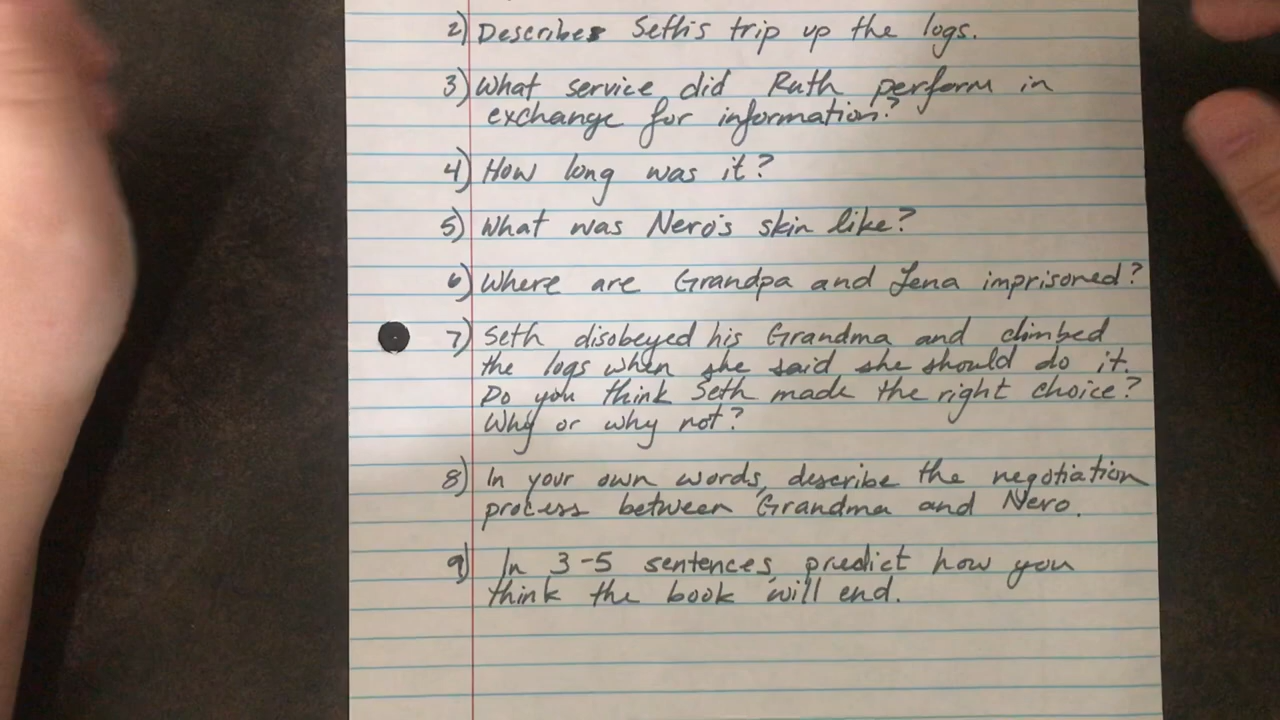 2) Describes Seth's trip up the logs.
3) What service did Ruth perform in
exchange for information?
4) How long was it?
5) What was Nero's skin like?
6) Where are Grandpa and Lena imprisoned?
7) Seth disobeyed his Grandma and climbed
the logs when she said she should do it.
Do you think Seth made the right choice?
Why or why not?
8) In your own words, describe the negotiation
process between Grandma and Nero.
9) In 3-5 sentences, predict how you
think the book will end.